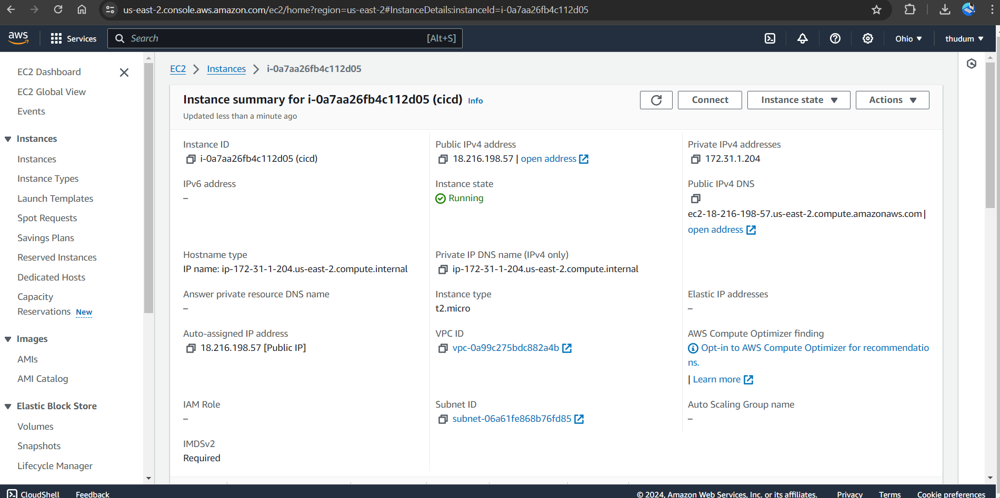 us-east-2.console.aws.amazon.com/ec2/home?region=us-east-2#InstanceDetails:instanceId=i-0a7aa26fb4c112d05
aws
Services
Search
[Alt+S]
Ohio
thudum
EC2 Dashboard
EC2 Global View
Events
Instances
Instances
Instance Types
Launch Templates
Spot Requests
Savings Plans
Reserved Instances
Dedicated Hosts
Capacity
Reservations New
Images
AMIs
AMI Catalog
Elastic Block Store
Volumes
Snapshots
Lifecycle Manager
EC2 Instances i-0a7aa26fb4c112d05
Instance summary for i-0a7aa26fb4c112d05 (cicd) Info
Updated less than a minute ago
Connect
Instance state
Actions
Instance ID
i-0a7aa26fb4c112d05 (cicd)
Public IPv4 address
18.216.198.57 | open address
Private IPv4 addresses
172.31.1.204
IPv6 address
–
Instance state
Running
Public IPv4 DNS
ec2-18-216-198-57.us-east-2.compute.amazonaws.com |
open address
Hostname type
IP name: ip-172-31-1-204.us-east-2.compute.internal
Private IP DNS name (IPv4 only)
ip-172-31-1-204.us-east-2.compute.internal
Answer private resource DNS name
–
Instance type
t2.micro
Elastic IP addresses
–
Auto-assigned IP address
18.216.198.57 [Public IP]
VPC ID
vpc-0a99c275bdc882a4b
AWS Compute Optimizer finding
Opt-in to AWS Compute Optimizer for recommendatio
ns.
| Learn more
IAM Role
–
Subnet ID
subnet-06a61fe868b76fd85
Auto Scaling Group name
–
IMDSv2
Required
CloudShell
Feedback
© 2024, Amazon Web Services, Inc. or its affiliates.
Privacy
Terms
Cookie preferences